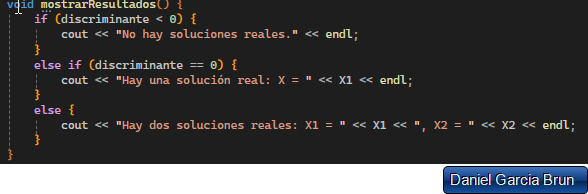 void mostrarResultados() {
if (discriminante < 0) {
cout << "No hay soluciones reales." << endl;
}
else if (discriminante == 0) {
cout << "Hay una solución real: X = " << X1 << endl;
}
else {
cout << "Hay dos soluciones reales: X1 = " << X1 << ", X2 = " << X2 << endl;
}
}
Daniel Garcia Brun